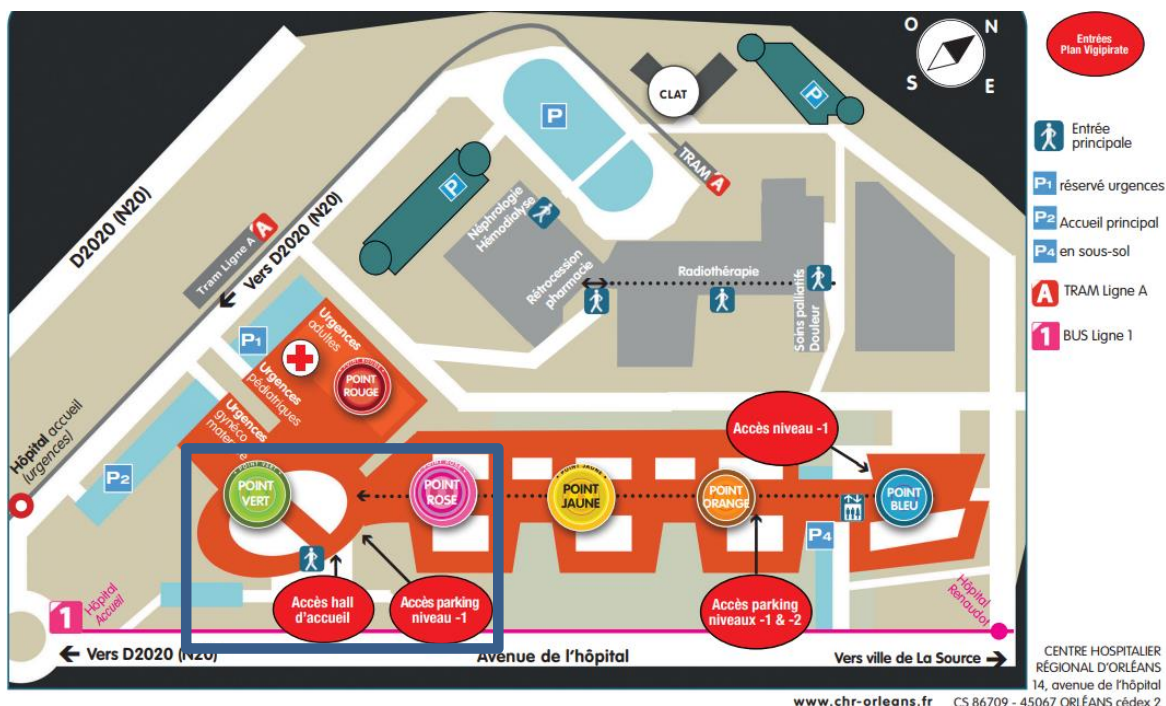 O
N
S
E
Entrées
Plan Vigipirate
CLAT
P
P
P
Entrée
principale
P1 réservé urgences
P2 Accueil principal
P4 en sous-sol
A TRAM Ligne A
1 BUS Ligne 1
D2020 (N20)
Tram Ligne A A
Vers D2020 (N20)
TRAM A
Néphrologie
Hémodialyse
Rétrocession
pharmacie
Radiothérapie
Soins palliatifs
Douleur
P1
Urgences
adultes
Urgences
pédiatriques
Urgences
gynéco
POINT
ROUGE
Hôpital accueil
(urgences)
P2
Accès niveau -1
• POINT VERT •
POINT
VERT
POINT
ROSE
• POINT JAUNE •
POINT
JAUNE
POINT
ORANGE
POINT
BLEU
P4
Accès hall
d'accueil
Accès parking
niveau -1
Accès parking
niveaux -1 & -2
1
Hôpital
Accueil
Hôpital
Renaudot
Vers D2020 (N20)
Avenue de l'hôpital
Vers ville de La Source
CENTRE HOSPITALIER
RÉGIONAL D'ORLÉANS
14, avenue de l'hôpital
www.chr-orleans.fr CS 86709 - 45067 ORLÉANS cédex 2